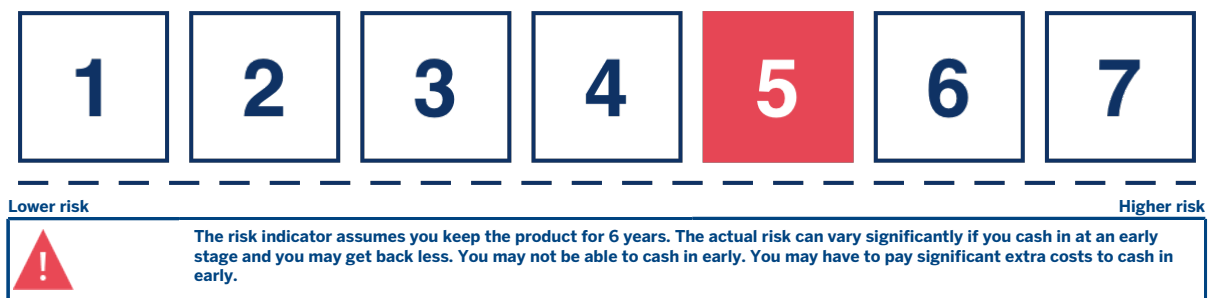 1 2 3 4 5 6 7
Lower risk Higher risk
!
The risk indicator assumes you keep the product for 6 years. The actual risk can vary significantly if you cash in at an early
stage and you may get back less. You may not be able to cash in early. You may have to pay significant extra costs to cash in
early.